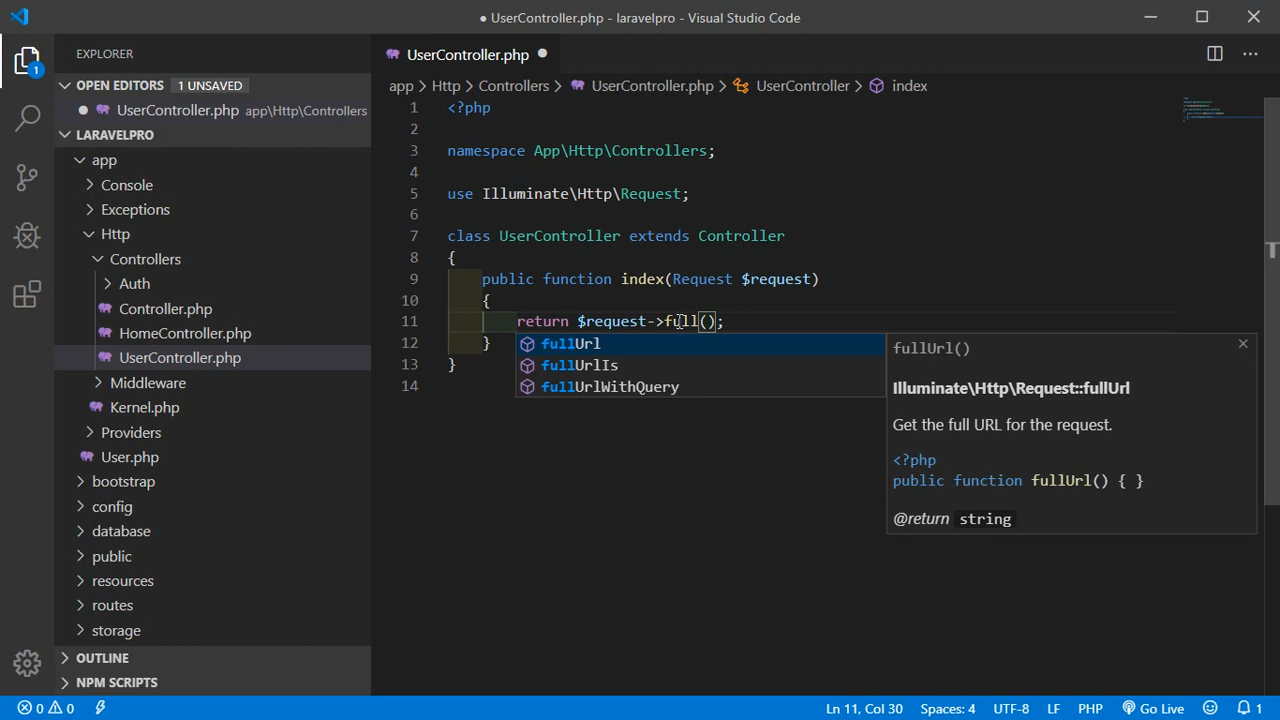 ● UserController.php - laravelpro - Visual Studio Code
EXPLORER
OPEN EDITORS 1 UNSAVED
UserController.php app\Http\Controllers
LARAVELPRO
app
Console
Exceptions
Http
Controllers
Auth
Controller.php
HomeController.php
UserController.php
Middleware
Kernel.php
Providers
User.php
bootstrap
config
database
public
resources
routes
storage
OUTLINE
NPM SCRIPTS
1
UserController.php
app > Http > Controllers > UserController.php > UserController > index
1 <?php
2
3 namespace App\Http\Controllers;
4
5 use Illuminate\Http\Request;
6
7 class UserController extends Controller
8 {
9 public function index(Request $request)
10 {
11 return $request->full();
12 }
13 }
14
fullUrl
fullUrlIs
fullUrlWithQuery
fullUrl()
Illuminate\Http\Request::fullUrl
Get the full URL for the request.
<?php
public function fullUrl() { }
@return string
0 0 Ln 11, Col 30 Spaces: 4 UTF-8 LF PHP Go Live 1